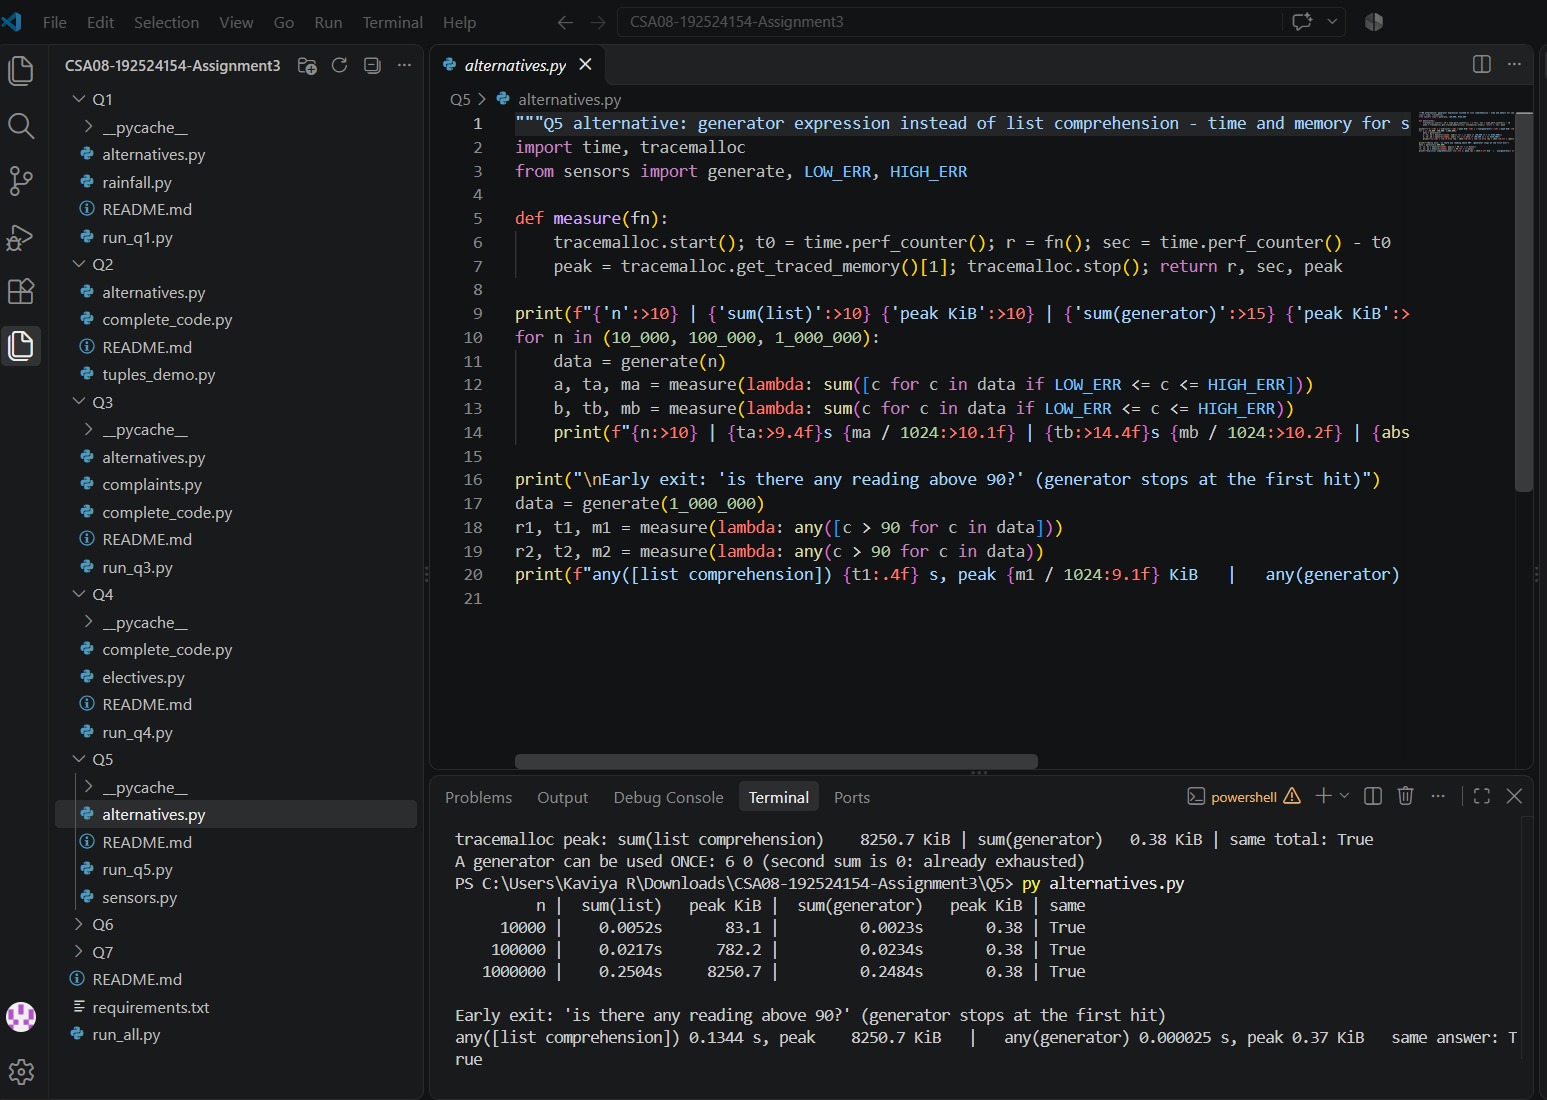 File Edit Selection View Go Run Terminal Help
CSA08-192524154-Assignment3
CSA08-192524154-Assignment3
Q1
__pycache__
alternatives.py
rainfall.py
README.md
run_q1.py
Q2
alternatives.py
complete_code.py
README.md
tuples_demo.py
Q3
__pycache__
alternatives.py
complaints.py
complete_code.py
README.md
run_q3.py
Q4
__pycache__
complete_code.py
electives.py
README.md
run_q4.py
Q5
__pycache__
alternatives.py
README.md
run_q5.py
sensors.py
Q6
Q7
README.md
requirements.txt
run_all.py
alternatives.py
Q5 > alternatives.py
1 """Q5 alternative: generator expression instead of list comprehension - time and memory for s
2 import time, tracemalloc
3 from sensors import generate, LOW_ERR, HIGH_ERR
4
5 def measure(fn):
6     tracemalloc.start(); t0 = time.perf_counter(); r = fn(); sec = time.perf_counter() - t0
7     peak = tracemalloc.get_traced_memory()[1]; tracemalloc.stop(); return r, sec, peak
8
9 print(f"{'n':>10} | {'sum(list)':>10} {'peak KiB':>10} | {'sum(generator)':>15} {'peak KiB':>
10 for n in (10_000, 100_000, 1_000_000):
11     data = generate(n)
12     a, ta, ma = measure(lambda: sum([c for c in data if LOW_ERR <= c <= HIGH_ERR]))
13     b, tb, mb = measure(lambda: sum(c for c in data if LOW_ERR <= c <= HIGH_ERR))
14     print(f"{n:>10} | {ta:>9.4f}s {ma / 1024:>10.1f} | {tb:>14.4f}s {mb / 1024:>10.2f} | {abs
15
16 print("\nEarly exit: 'is there any reading above 90?' (generator stops at the first hit)")
17 data = generate(1_000_000)
18 r1, t1, m1 = measure(lambda: any([c > 90 for c in data]))
19 r2, t2, m2 = measure(lambda: any(c > 90 for c in data))
20 print(f"any([list comprehension]) {t1:.4f} s, peak {m1 / 1024:9.1f} KiB   |   any(generator)
21
Problems Output Debug Console Terminal Ports
powershell
tracemalloc peak: sum(list comprehension)    8250.7 KiB | sum(generator)   0.38 KiB | same total: True
A generator can be used ONCE: 6 0 (second sum is 0: already exhausted)
PS C:\Users\Kaviya R\Downloads\CSA08-192524154-Assignment3\Q5> py alternatives.py
         n |  sum(list)   peak KiB |  sum(generator)   peak KiB | same
     10000 |    0.0052s       83.1 |         0.0023s       0.38 | True
    100000 |    0.0217s      782.2 |         0.0234s       0.38 | True
   1000000 |    0.2504s     8250.7 |         0.2484s       0.38 | True
Early exit: 'is there any reading above 90?' (generator stops at the first hit)
any([list comprehension]) 0.1344 s, peak    8250.7 KiB   |   any(generator) 0.000025 s, peak 0.37 KiB   same answer: T
rue